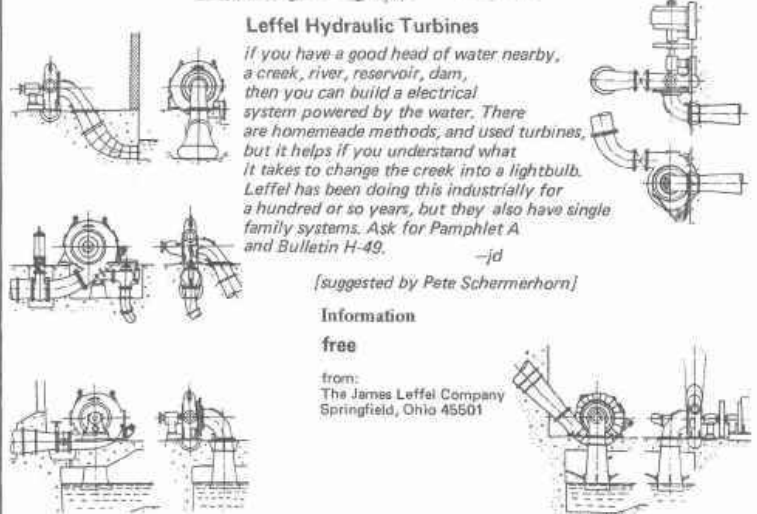 Leffel Hydraulic Turbines
if you have a good head of water nearby,
a creek, river, reservoir, dam,
then you can build a electrical
system powered by the water. There
are homemeade methods, and used turbines,
but it helps if you understand what
it takes to change the creek into a lightbulb.
Leffel has been doing this industrially for
a hundred or so years, but they also have single
family systems. Ask for Pamphlet A
and Bulletin H-49.
—jd
[suggested by Pete Schermerhorn]
Information
free
from:
The James Leffel Company
Springfield, Ohio 45501